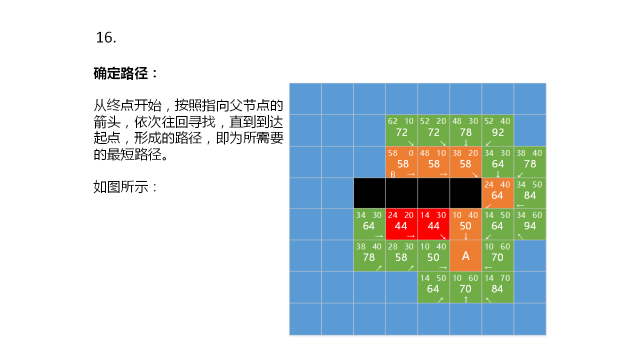 16.
确定路径：
从终点开始，按照指向父节点的
箭头，依次往回寻找，直到到达
起点，形成的路径，即为所需要
的最短路径。
如图所示：
62 10 52 20 48 30 52 40
72 72 78 92
↘ ↘ ↓ ↙
58 0 48 10 38 20 34 30 38 40
58 58 58 64 78
B → → ↘ ↓ ↙
24 40 34 50
64 84
↙ ←
34 30 24 20 14 30 10 40 14 50 34 60
64 44 44 50 64 94
→ → ↘ ↓ ↙ ↖
38 40 28 30 10 40 10 60
78 58 50 A 70
↗ ↗ → ←
14 50 10 60 14 70
64 70 84
↗ ↑ ↖